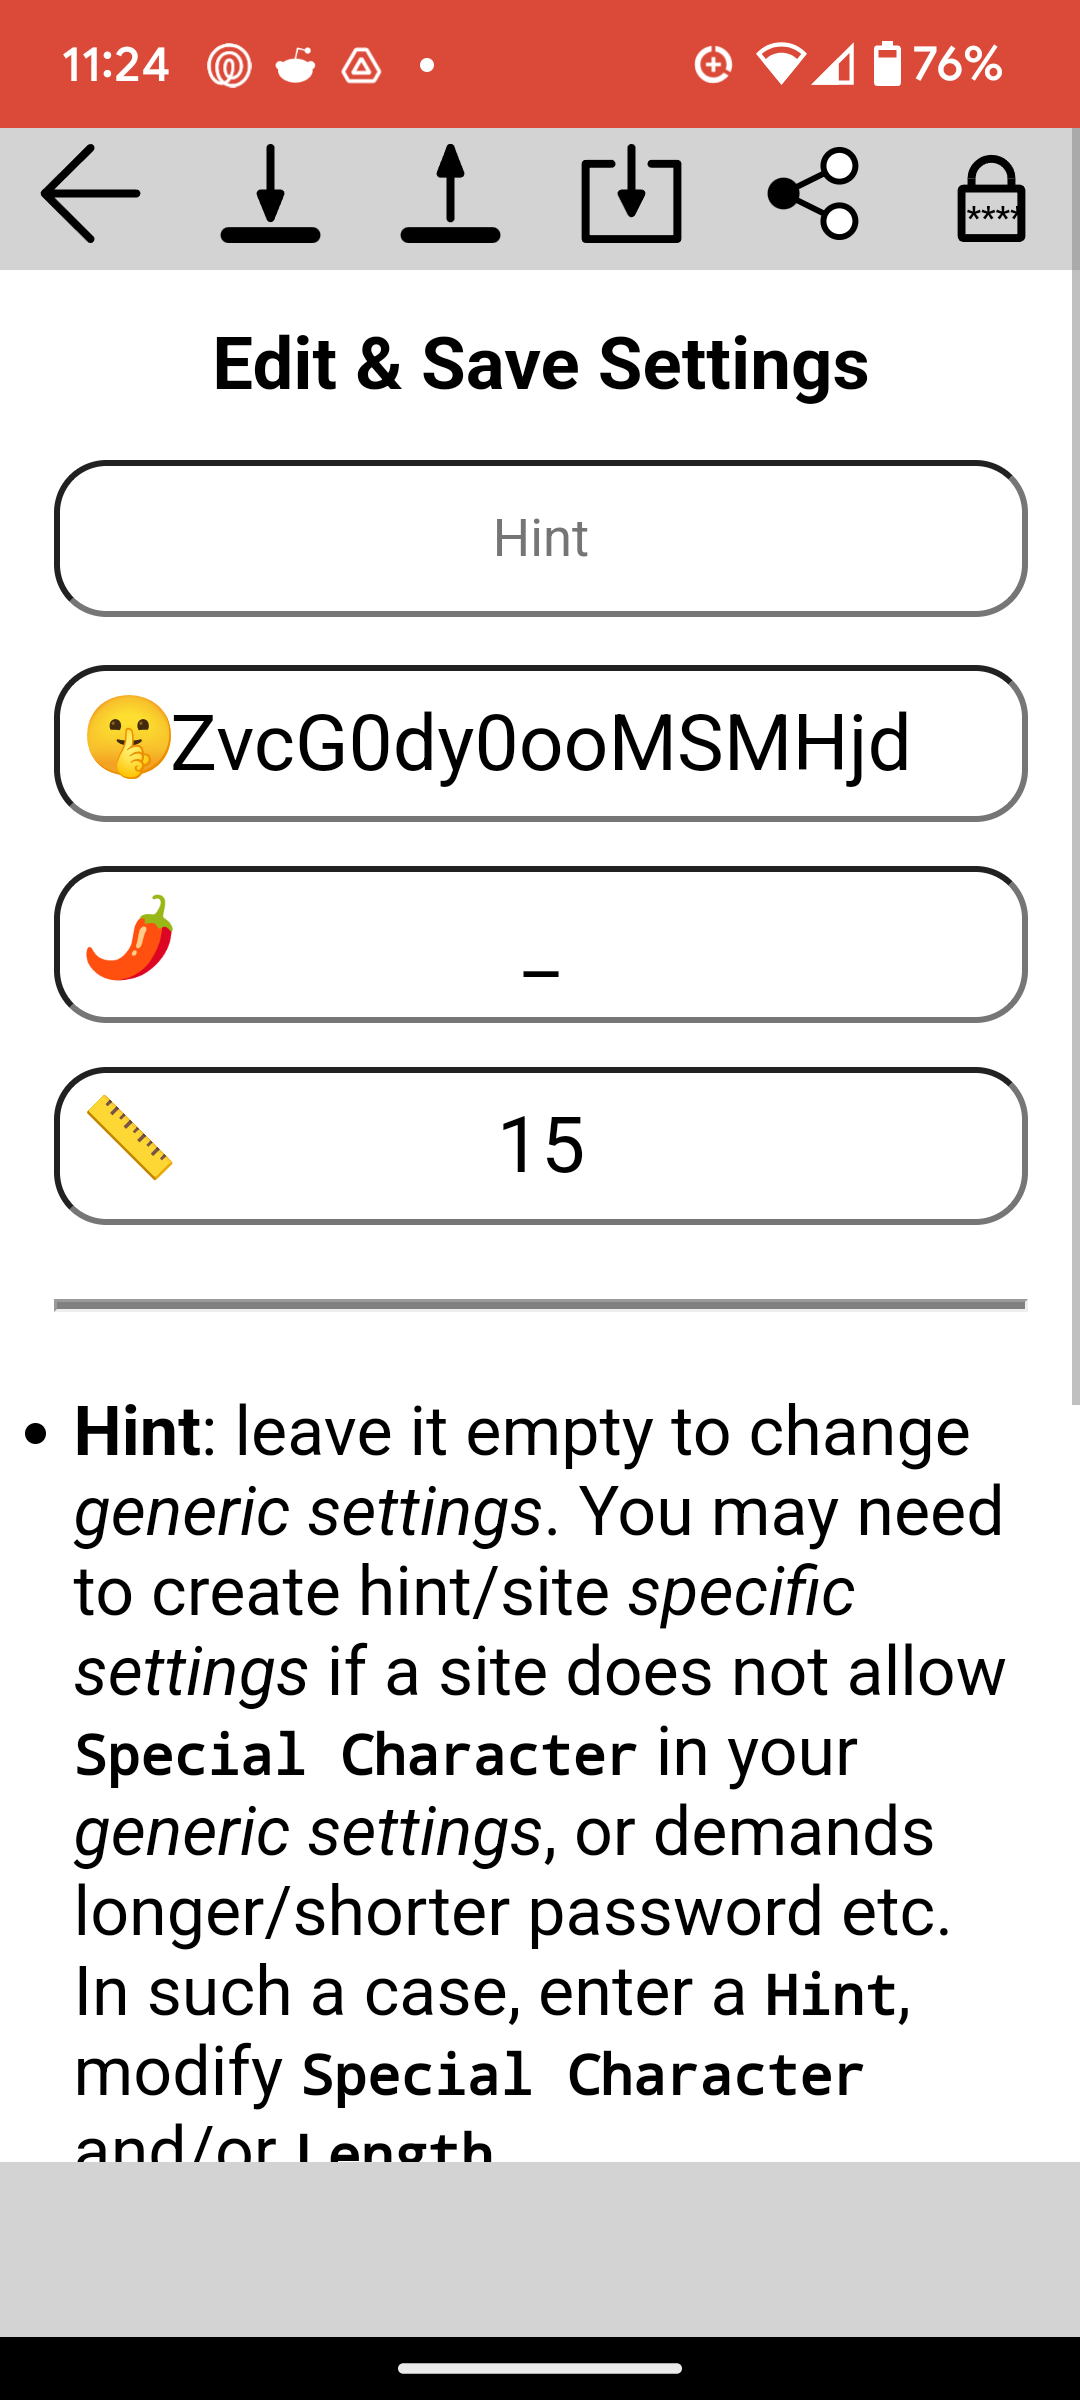 11:24
76%
****
Edit & Save Settings
Hint
ZvcG0dy0ooMSMHjd
_
15
• Hint: leave it empty to change
generic settings. You may need
to create hint/site specific
settings if a site does not allow
Special Character in your
generic settings, or demands
longer/shorter password etc.
In such a case, enter a Hint,
modify Special Character
and/or Length